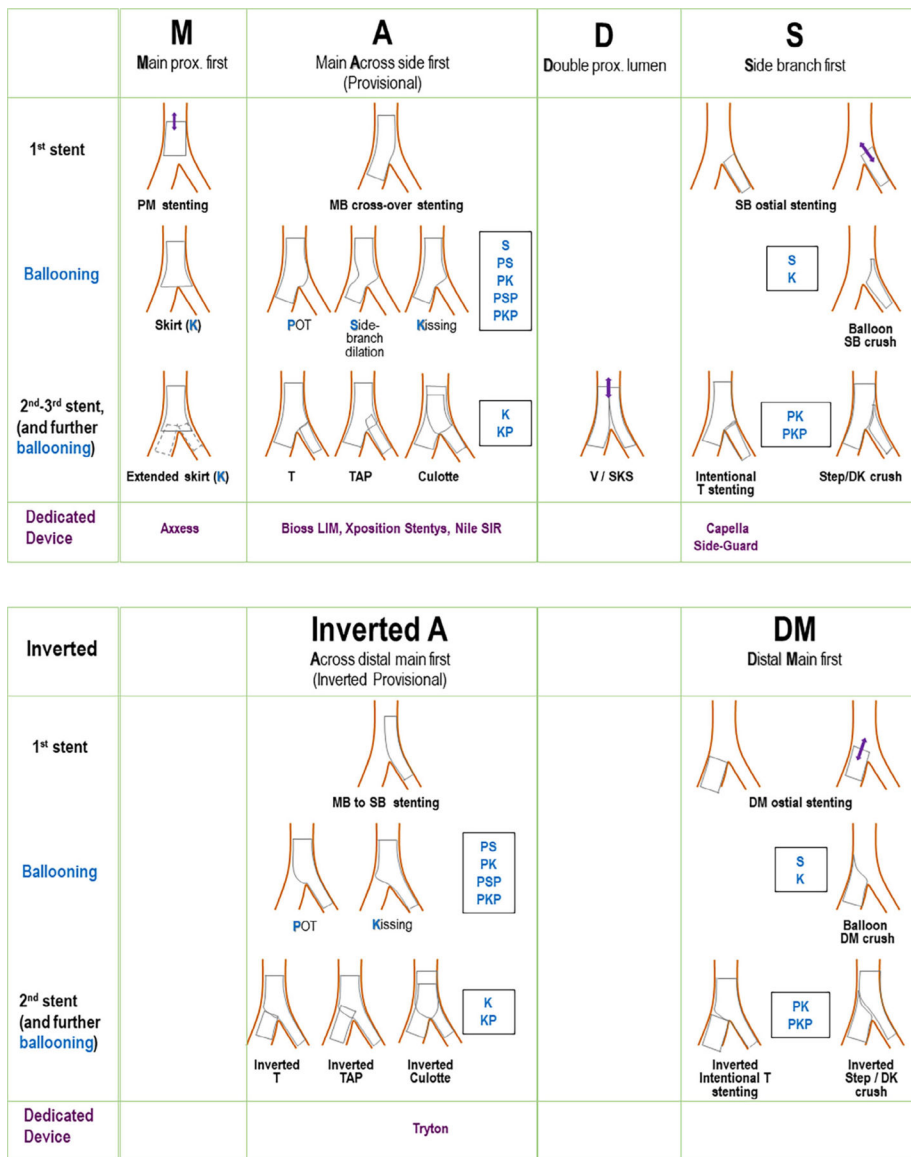 M
Main prox. first
A
Main Across side first
(Provisional)
D
Double prox. lumen
S
Side branch first
1st stent
PM stenting
MB cross-over stenting
SB ostial stenting
Ballooning
Skirt (K)
POT
Side-
branch
dilation
Kissing
S
PS
PK
PSP
PKP
S
K
Balloon
SB crush
2nd-3rd stent,
(and further
ballooning)
Extended skirt (K)
T
TAP
Culotte
K
KP
V / SKS
Intentional
T stenting
PK
PKP
Step/DK crush
Dedicated
Device
Axxess
Bioss LIM, Xposition Stentys, Nile SIR
Capella
Side-Guard
Inverted
Inverted A
Across distal main first
(Inverted Provisional)
DM
Distal Main first
1st stent
MB to SB stenting
DM ostial stenting
Ballooning
POT
Kissing
PS
PK
PSP
PKP
S
K
Balloon
DM crush
2nd stent
(and further
ballooning)
Inverted
T
Inverted
TAP
Inverted
Culotte
K
KP
Inverted
Intentional T
stenting
PK
PKP
Inverted
Step / DK
crush
Dedicated
Device
Tryton